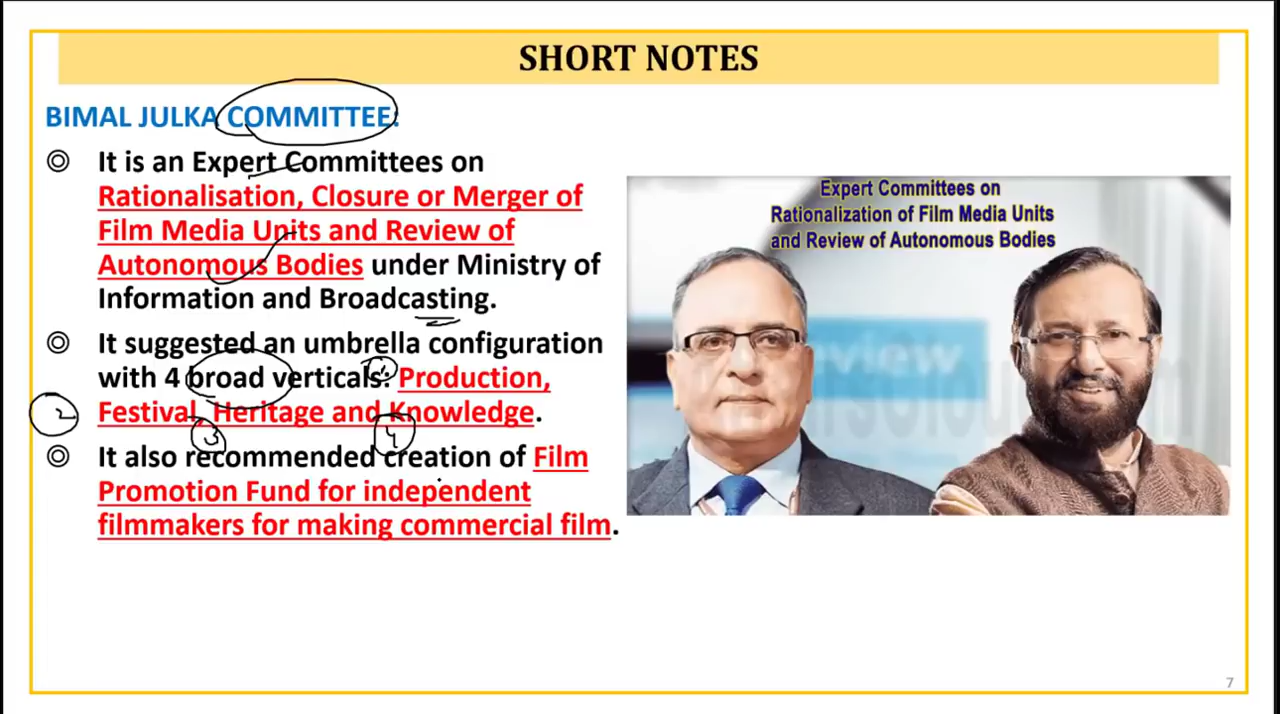 SHORT NOTES
BIMAL JULKA COMMITTEE:
◎ It is an Expert Committees on
Rationalisation, Closure or Merger of
Film Media Units and Review of
Autonomous Bodies under Ministry of
Information and Broadcasting.
◎ It suggested an umbrella configuration
with 4 broad verticals: Production,
Festival, Heritage and Knowledge.
2
3
4
◎ It also recommended creation of Film
Promotion Fund for independent
filmmakers for making commercial film.
Expert Committees on
Rationalization of Film Media Units
and Review of Autonomous Bodies
7